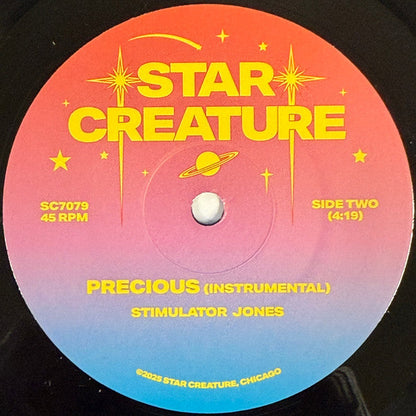 STAR
CREATURE
SC7079
45 RPM
SIDE TWO
(4:19)
PRECIOUS (INSTRUMENTAL)
STIMULATOR JONES
©2025 STAR CREATURE, CHICAGO